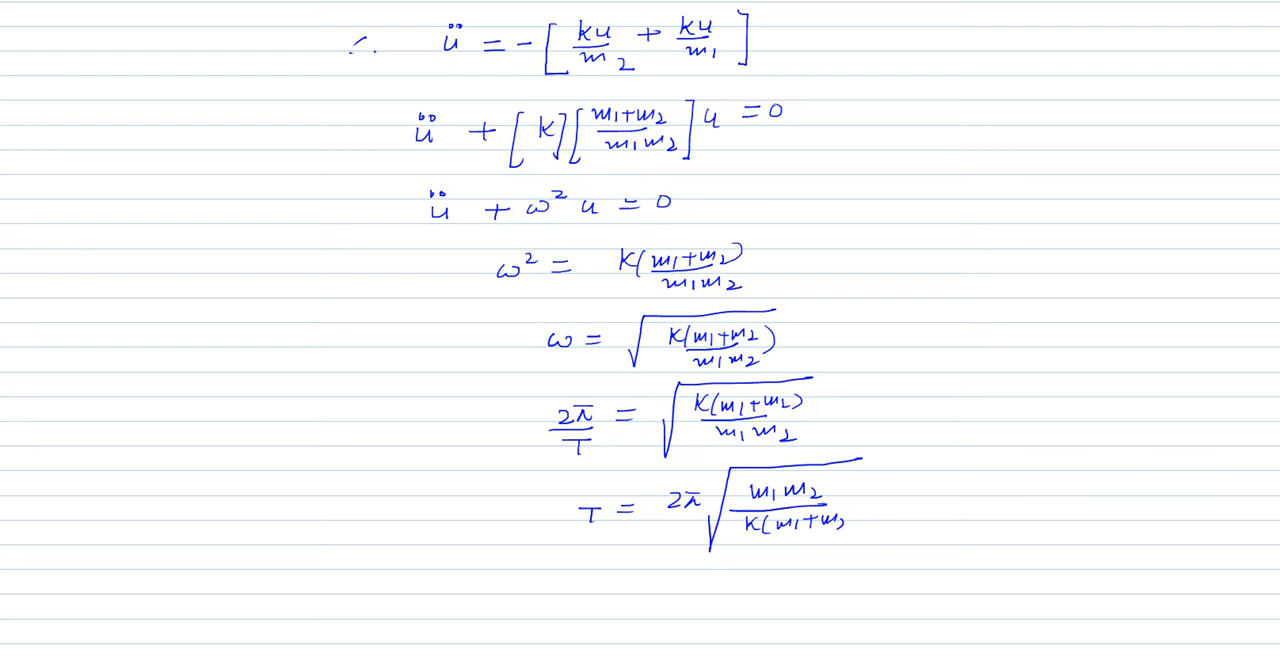 ∴ ü = -[ku/m₂ + ku/m₁]
ü + [K][m₁+m₂/m₁m₂]u = 0
ü + ω² u = 0
ω² = K(m₁+m₂)/m₁m₂
ω = √(K(m₁+m₂)/m₁m₂)
2π/T = √(K(m₁+m₂)/m₁m₂)
T = 2π√(m₁m₂/K(m₁+m₂